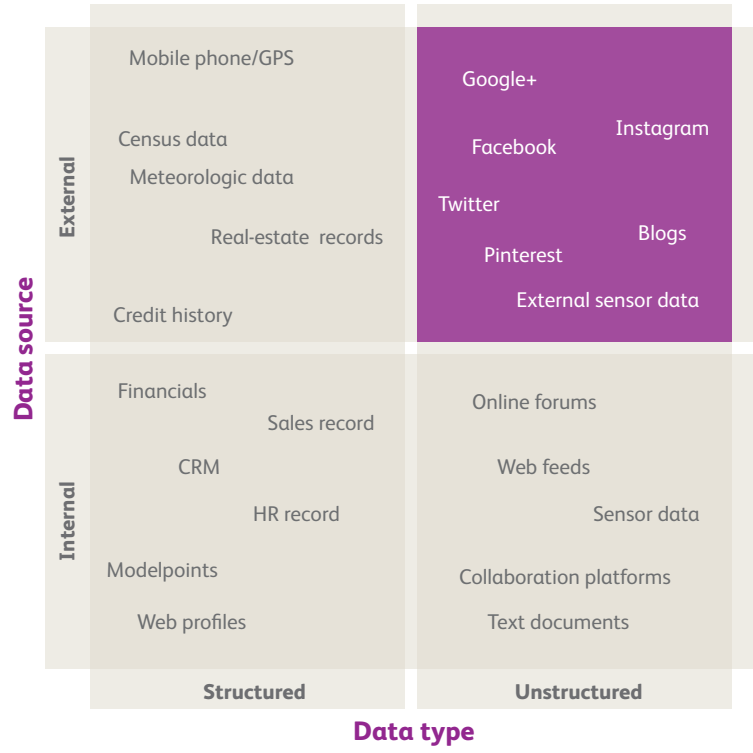 Mobile phone/GPS
Census data
Meteorologic data
Real-estate records
Credit history
Google+
Instagram
Facebook
Twitter
Blogs
Pinterest
External sensor data
External
Data source
Internal
Financials
Sales record
CRM
HR record
Modelpoints
Web profiles
Online forums
Web feeds
Sensor data
Collaboration platforms
Text documents
Structured
Unstructured
Data type